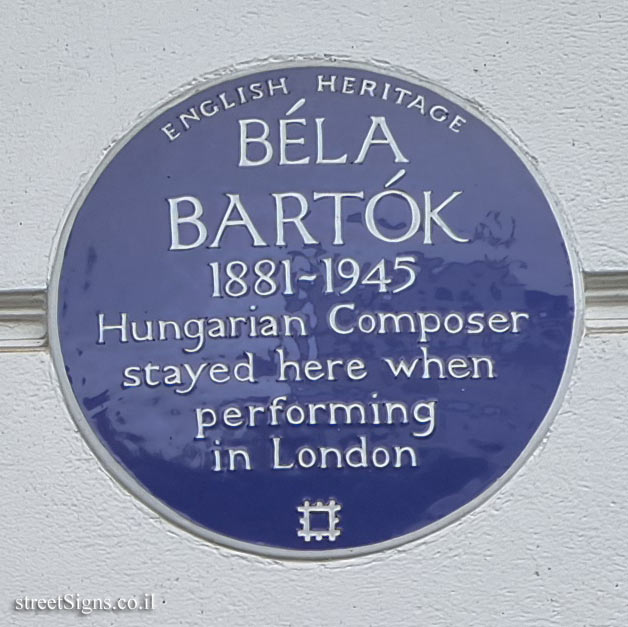 ENGLISH HERITAGE
BÉLA
BARTÓK
1881-1945
Hungarian Composer
stayed here when
performing
in London
streetSigns.co.il